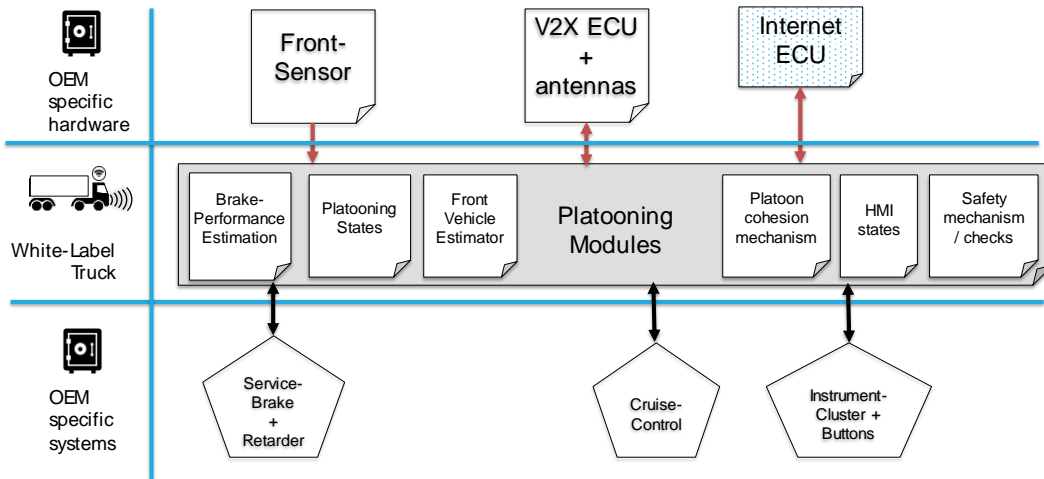 OEM
specific
hardware
Front-
Sensor
V2X ECU
+
antennas
Internet
ECU
White-Label
Truck
Brake-
Performance
Estimation
Platooning
States
Front
Vehicle
Estimator
Platooning
Modules
Platoon
cohesion
mechanism
HMI
states
Safety
mechanism
/ checks
OEM
specific
systems
Service-
Brake
+
Retarder
Cruise-
Control
Instrument-
Cluster +
Buttons